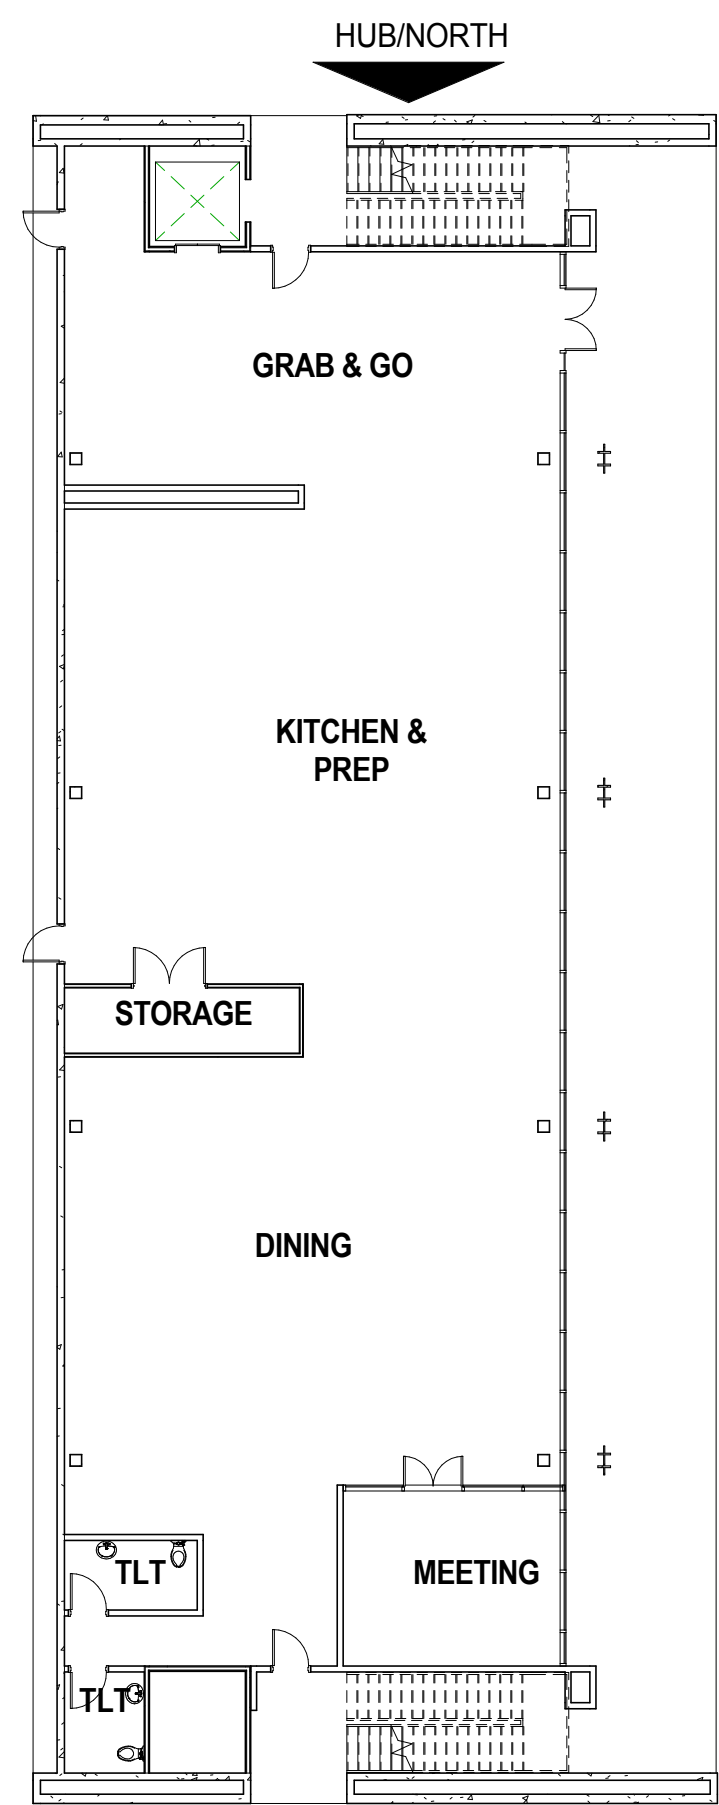 HUB/NORTH
GRAB & GO
KITCHEN &
PREP
STORAGE
DINING
TLT
MEETING
TLT